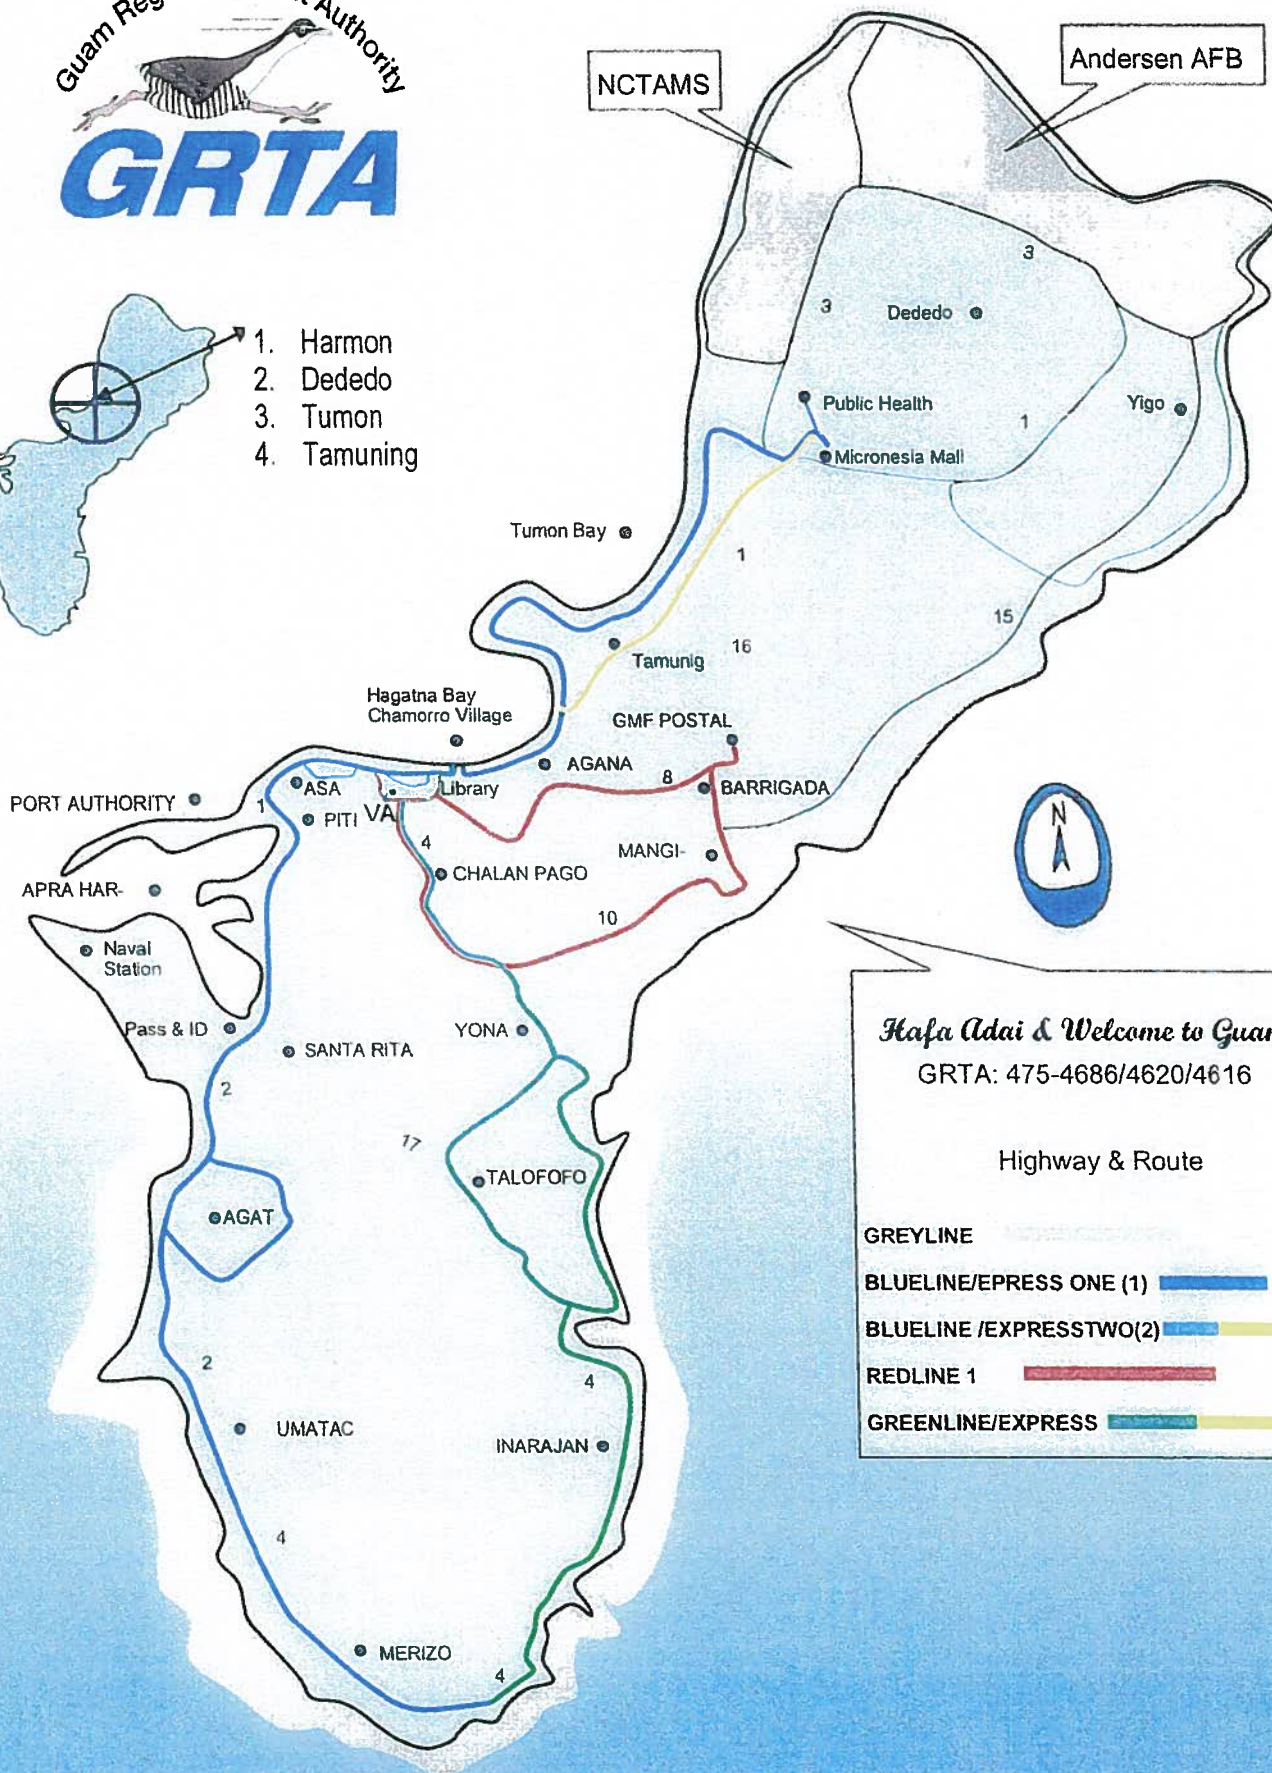 Guam Reg
Authority
GRTA
NCTAMS
Andersen AFB
1. Harmon
2. Dededo
3. Tumon
4. Tamuning
3
3
Dededo
Public Health
1
Yigo
Micronesia Mall
Tumon Bay
1
15
16
Tamunig
Hagatna Bay
Chamorro Village
GMF POSTAL
AGANA
8
BARRIGADA
ASA
Library
PORT AUTHORITY
1
PITI
VA
4
MANGI-
CHALAN PAGO
APRA HAR-
10
N
Naval
Station
Pass & ID
YONA
SANTA RITA
2
17
TALOFOFO
AGAT
2
4
UMATAC
INARAJAN
4
MERIZO
4
Hafa Adai & Welcome to Guam
GRTA: 475-4686/4620/4616
Highway & Route
GREYLINE
BLUELINE/EPRESS ONE (1)
BLUELINE /EXPRESSTWO(2)
REDLINE 1
GREENLINE/EXPRESS